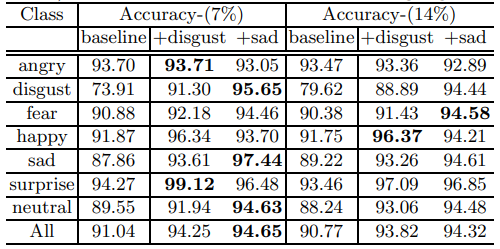 Class Accuracy-(7%) Accuracy-(14%)
baseline +disgust +sad baseline +disgust +sad
angry 93.70 93.71 93.05 93.47 93.36 92.89
disgust 73.91 91.30 95.65 79.62 88.89 94.44
fear 90.88 92.18 94.46 90.38 91.43 94.58
happy 91.87 96.34 93.70 91.75 96.37 94.21
sad 87.86 93.61 97.44 89.22 93.26 94.61
surprise 94.27 99.12 96.48 93.46 97.09 96.85
neutral 89.55 91.94 94.63 88.24 93.06 94.48
All 91.04 94.25 94.65 90.77 93.82 94.32